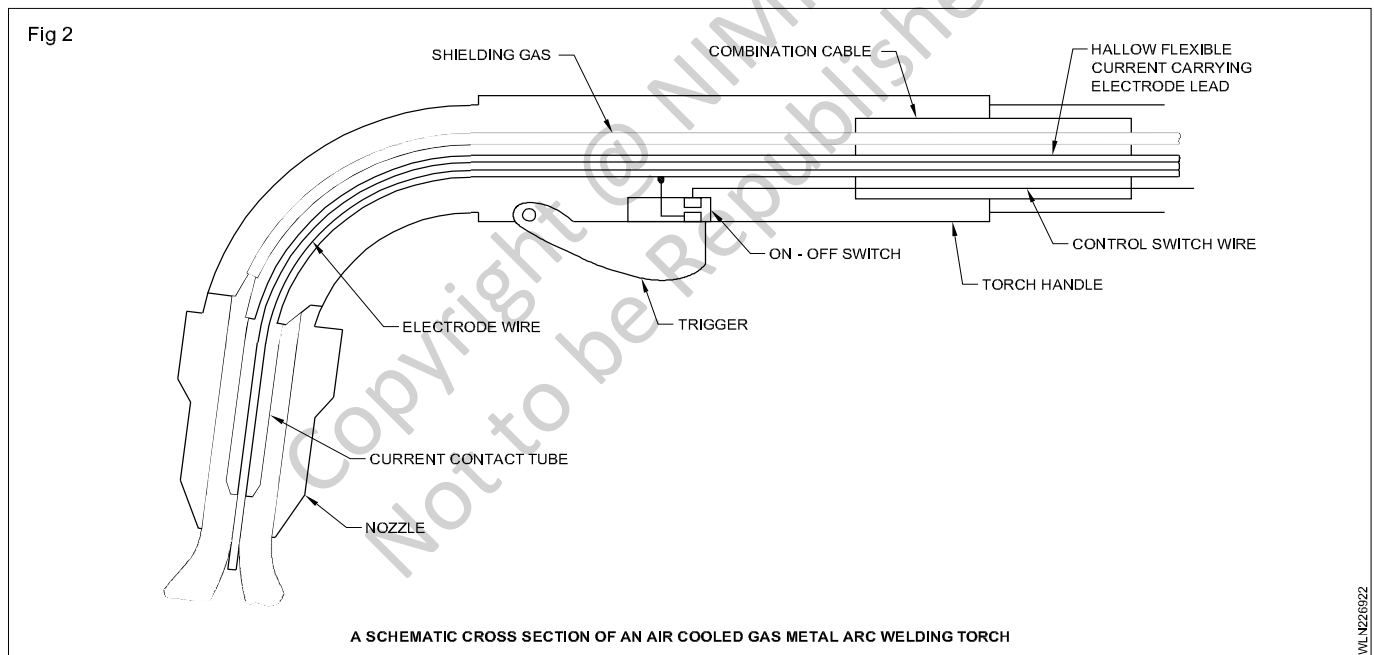 Fig 2
SHIELDING GAS
COMBINATION CABLE
HALLOW FLEXIBLE
CURRENT CARRYING
ELECTRODE LEAD
CONTROL SWITCH WIRE
ON - OFF SWITCH
TORCH HANDLE
TRIGGER
ELECTRODE WIRE
CURRENT CONTACT TUBE
NOZZLE
A SCHEMATIC CROSS SECTION OF AN AIR COOLED GAS METAL ARC WELDING TORCH
WLN226922
Copyright @ NIM
Not to be Republishe